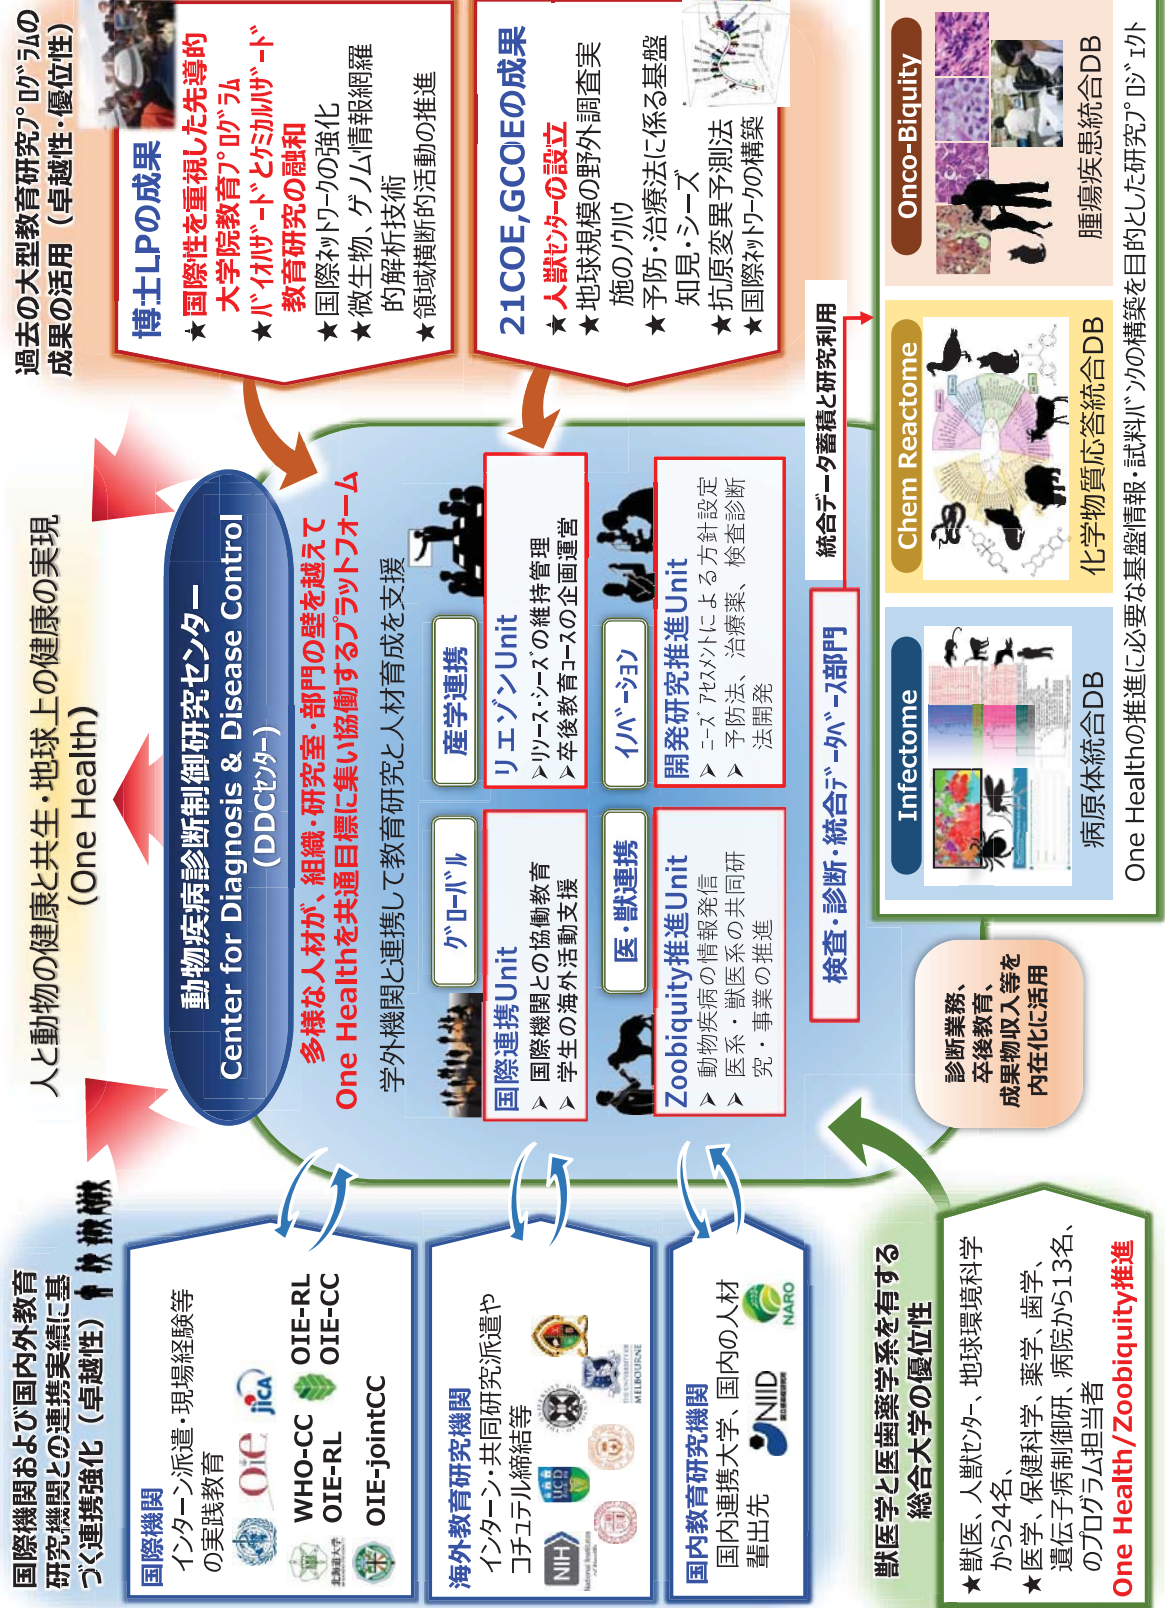 人と動物の健康と共生・地球上の健康の実現
(One Health)
国際機関および国内外教育
研究機関との連携実績に基
づく連携強化（卓越性）
国際機関
インターン派遣・現場経験等
の実践教育
Oie
jICA
WHO-CC
OIE-RL
OIE-RL
OIE-CC
北海道大学
OIE-jointCC
海外教育研究機関
インターン・共同研究派遣や
コチュテル締結等
NIH
UCD
THE UNIVERSITY OF
MELBOURNE
国内教育研究機関
国内連携大学、国内の人材
輩出先
NIID
NARO
獣医学と医歯薬学系を有する
総合大学の優位性
★獣医、人獣センター、地球環境科学
から24名、
★医学、保健科学、薬学、歯学、
遺伝子病制御研、病院から13名、
のプログラム担当者
One Health/Zoobiquity推進
動物疾病診断制御研究センター
Center for Diagnosis & Disease Control
(DDCセンター)
多様な人材が、組織・研究室・部門の壁を越えて
One Healthを共通目標に集い協働するプラットフォーム
学外機関と連携して教育研究と人材育成を支援
グローバル
国際連携Unit
➢ 国際機関との協働教育
➢ 学生の海外活動支援
産学連携
リエゾンUnit
➢リソース・シーズの維持管理
➢卒後教育コースの企画運営
医・獣連携
Zoobiquity推進Unit
➢ 動物疾病の情報発信
➢ 医系・獣医系の共同研
究・事業の推進
イノベーション
開発研究推進Unit
➢ ニーズアセスメントによる方針設定
➢ 予防法、治療薬、検査診断
法開発
検査・診断・統合データベース部門
統合データ蓄積と研究利用
診断業務、
卒後教育、
成果物収入等を
内在化に活用
過去の大型教育研究プログラムの
成果の活用（卓越性・優位性）
博士LPの成果
★国際性を重視した先導的
大学院教育プログラム
★バイオハザードとケミカルハザード
教育研究の融和
★国際ネットワークの強化
★微生物、ゲノム情報網羅
的解析技術
★領域横断的活動の推進
21COE,GCOEの成果
★人獣センターの設立
★地球規模の野外調査実
施のノウハウ
★予防・治療法に係る基盤
知見・シーズ
★抗原変異予測法
★国際ネットワークの構築
Infectome
病原体統合DB
Chem Reactome
化学物質応答統合DB
Onco-Biquity
腫瘍疾患統合DB
One Healthの推進に必要な基盤情報・試料バンクの構築を目的とした研究プロジェクト